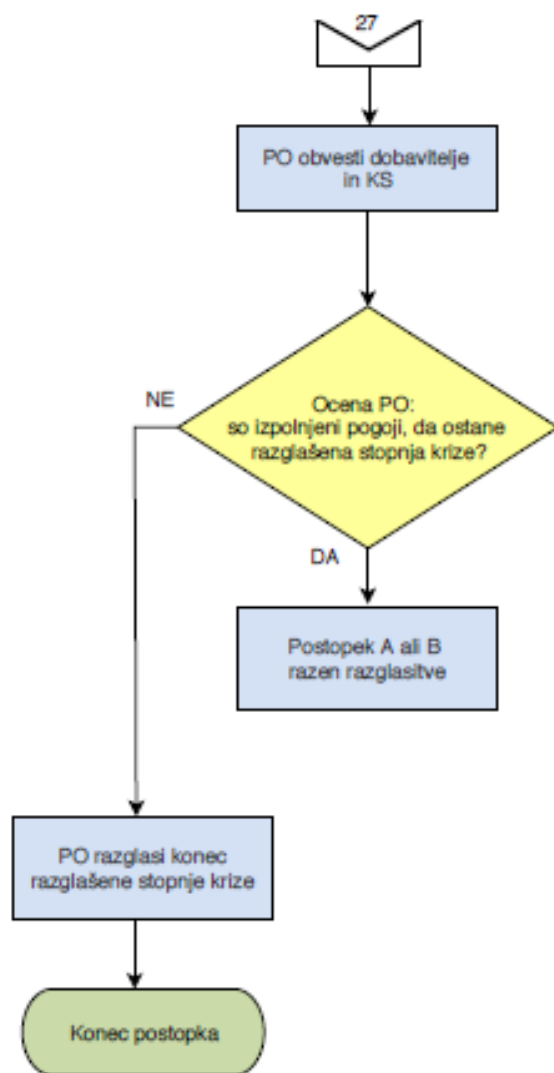 27
PO obvesti dobavitelje
in KS
Ocena PO:
so izpolnjeni pogoji, da ostane
razglašena stopnja krize?
NE
DA
Postopek A ali B
razen razglasitve
PO razglasi konec
razglašene stopnje krize
Konec postopka